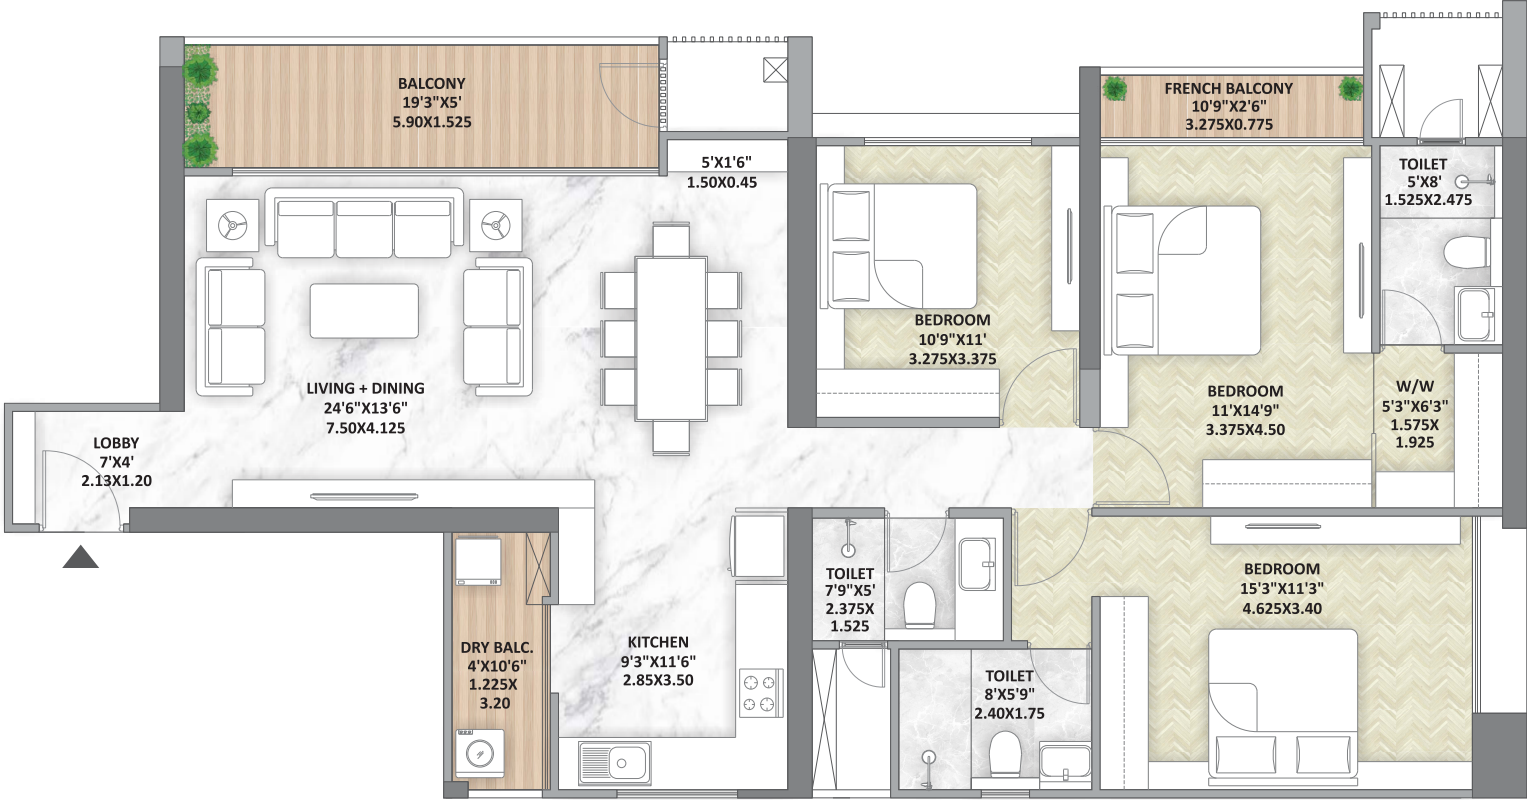 BALCONY
19'3"X5'
5.90X1.525
5'X1'6"
1.50X0.45
FRENCH BALCONY
10'9"X2'6"
3.275X0.775
TOILET
5'X8'
1.525X2.475
BEDROOM
10'9"X11'
3.275X3.375
LIVING + DINING
24'6"X13'6"
7.50X4.125
BEDROOM
11'X14'9"
3.375X4.50
W/W
5'3"X6'3"
1.575X
1.925
LOBBY
7'X4'
2.13X1.20
TOILET
7'9"X5'
2.375X
1.525
BEDROOM
15'3"X11'3"
4.625X3.40
DRY BALC.
4'X10'6"
1.225X
3.20
KITCHEN
9'3"X11'6"
2.85X3.50
TOILET
8'X5'9"
2.40X1.75